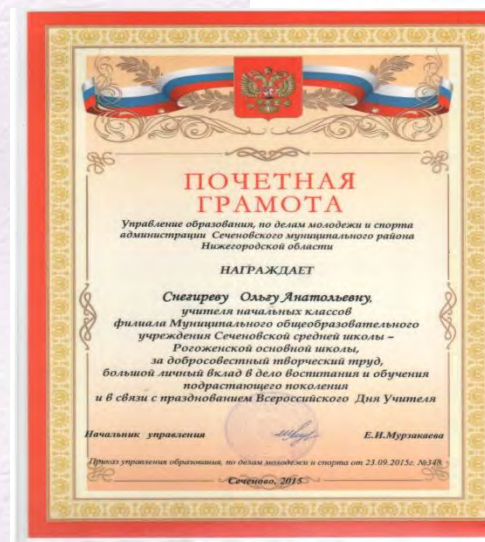 ПОЧЕТНАЯ
ГРАМОТА
Управление образования, по делам молодежи и спорта
администрации Сеченовского муниципального района
Нижегородской области
НАГРАЖДАЕТ
Снегиреву Ольгу Анатольевну,
учителя начальных классов
филиала Муниципального общеобразовательного
учреждения Сеченовской средней школы –
Рогоженской основной школы,
за добросовестный творческий труд,
большой личный вклад в дело воспитания и обучения
подрастающего поколения
и в связи с празднованием Всероссийского Дня Учителя
Начальник управления Е.И.Мурзакаева
Приказ управления образования, по делам молодежи и спорта от 23.09.2015г. №348
Сеченово, 2015